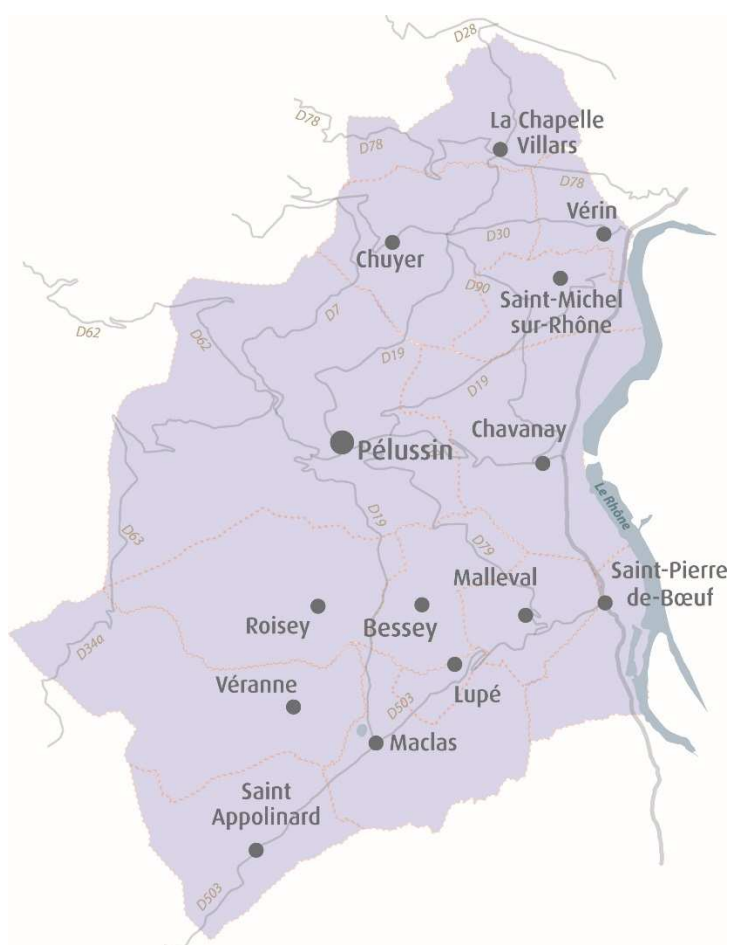 D28
La Chapelle
Villars
D78
D78
D78
Vérin
D30
Chuyer
D90
Saint-Michel
sur-Rhône
D7
D62
D62
D19
D19
Chavanay
Pélussin
Le Rhône
D19
D63
D79
Malleval
Saint-Pierre
de-Bœuf
Roisey
Bessey
D34a
Véranne
Lupé
D503
Maclas
Saint
Appolinard
D503